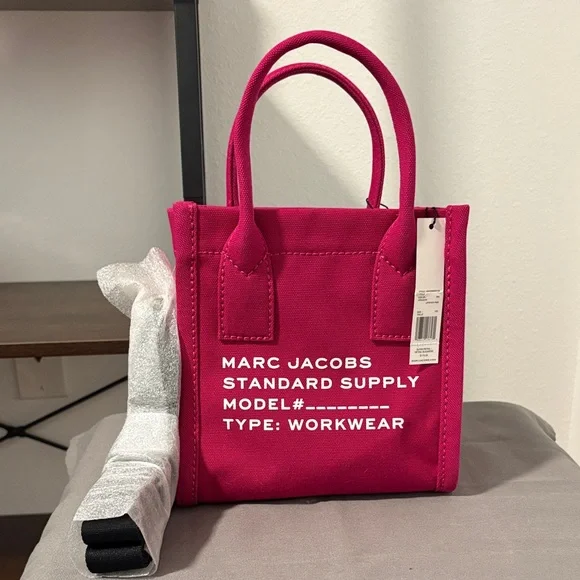 MARC JACOBS
STANDARD SUPPLY
MODEL#________
TYPE: WORKWEAR